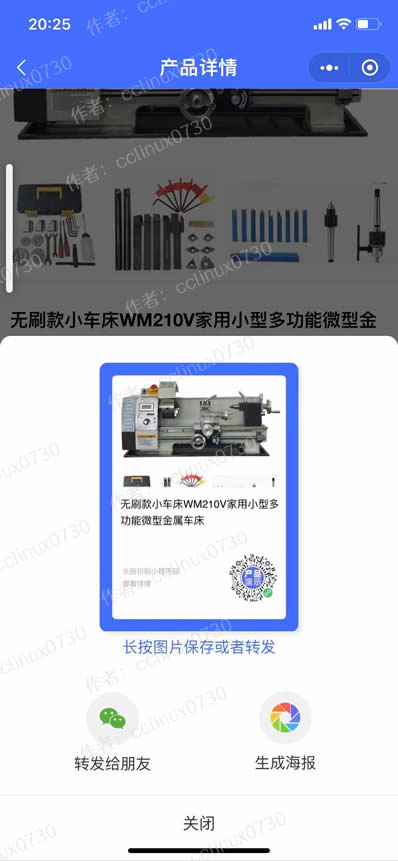 20:25
产品详情
作者：cclinux0730
无刷款小车床WM210V家用小型多功能微型金
无刷款小车床WM210V家用小型多
功能微型金属车床
长按识别小程序码
查看详情
产品
展示
长按图片保存或者转发
转发给朋友
生成海报
关闭